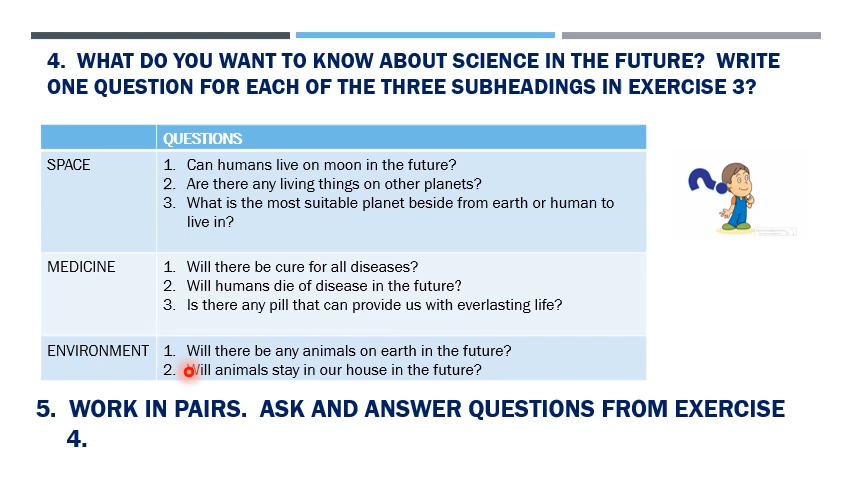 4. WHAT DO YOU WANT TO KNOW ABOUT SCIENCE IN THE FUTURE? WRITE
ONE QUESTION FOR EACH OF THE THREE SUBHEADINGS IN EXERCISE 3?
QUESTIONS
SPACE
1. Can humans live on moon in the future?
2. Are there any living things on other planets?
3. What is the most suitable planet beside from earth or human to
live in?
MEDICINE
1. Will there be cure for all diseases?
2. Will humans die of disease in the future?
3. Is there any pill that can provide us with everlasting life?
ENVIRONMENT
1. Will there be any animals on earth in the future?
2. Will animals stay in our house in the future?
5. WORK IN PAIRS. ASK AND ANSWER QUESTIONS FROM EXERCISE
4.